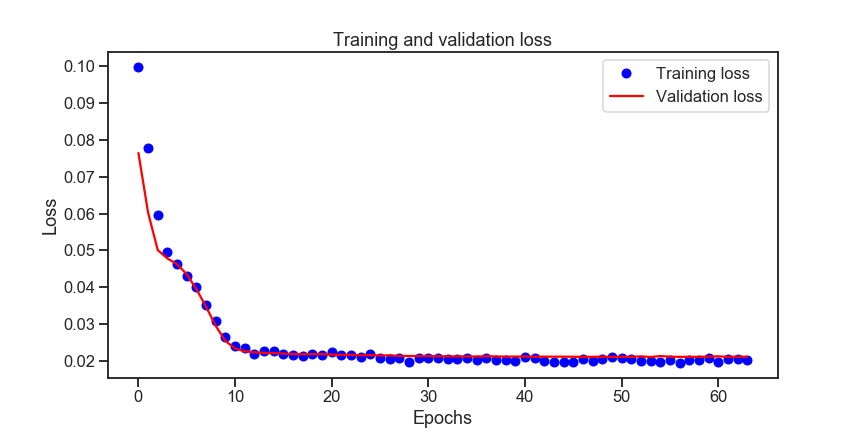 Training and validation loss
Training loss
Validation loss
0.10
0.09
0.08
0.07
0.06
0.05
0.04
0.03
0.02
Loss
0 10 20 30 40 50 60
Epochs